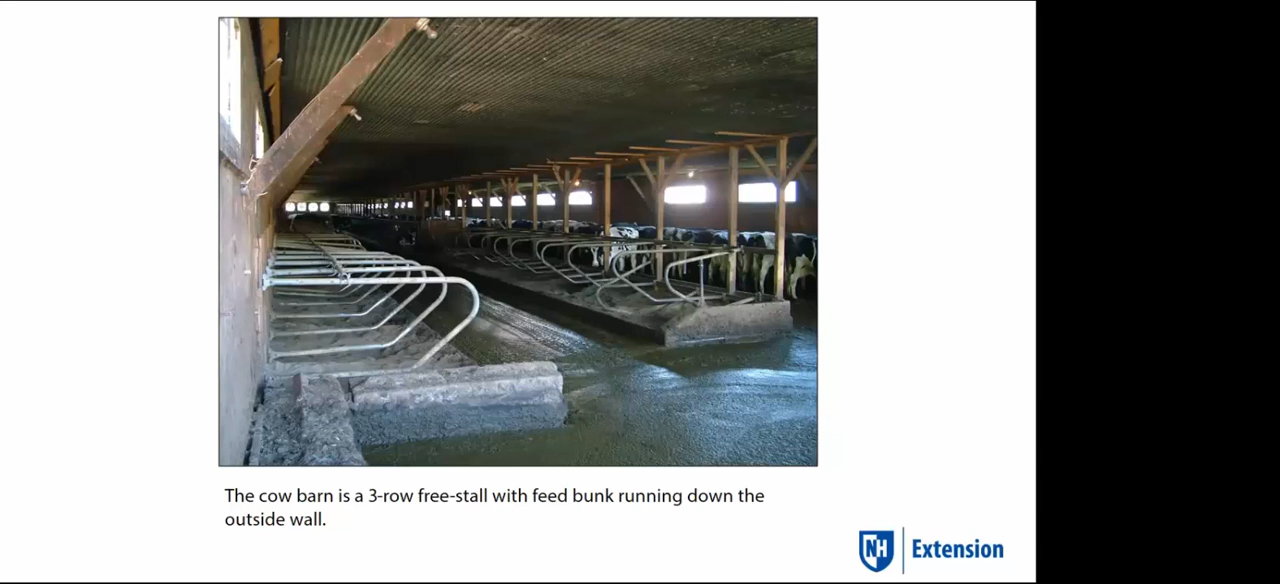 The cow barn is a 3-row free-stall with feed bunk running down the
outside wall.
NH Extension